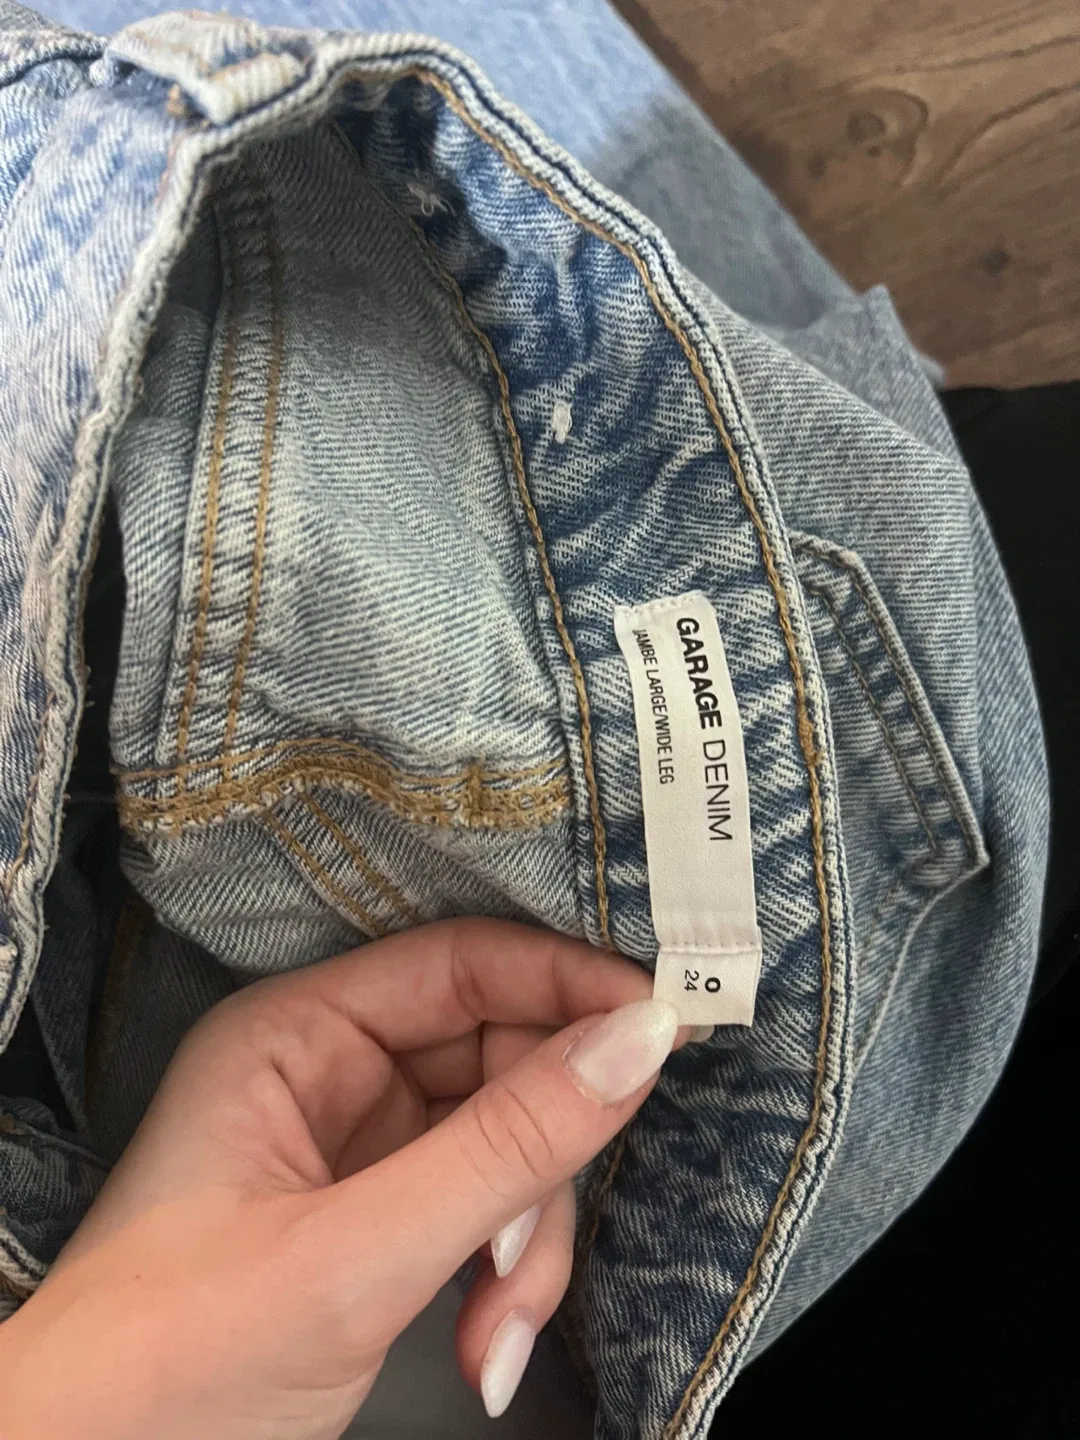 GARAGE DENIM
JAMBE LARGE/WIDE LEG
0
24